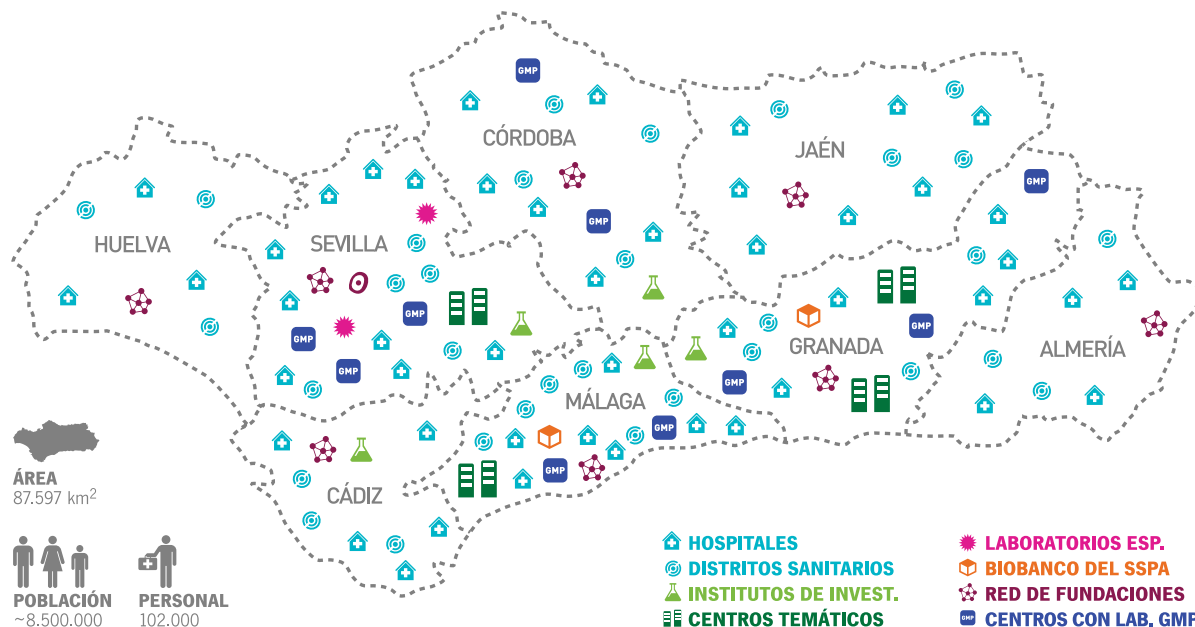 GMP
CÓRDOBA
JAÉN
GMP
HUELVA
SEVILLA
GMP
GMP
GMP
GMP
GMP
GRANADA
ALMERÍA
GMP
MÁLAGA
GMP
GMP
CÁDIZ
ÁREA
87.597 km²
POBLACIÓN
~8.500.000
PERSONAL
102.000
HOSPITALES
DISTRITOS SANITARIOS
INSTITUTOS DE INVEST.
CENTROS TEMÁTICOS
LABORATORIOS ESP.
BIOBANCO DEL SSPA
RED DE FUNDACIONES
GMP CENTROS CON LAB. GMP